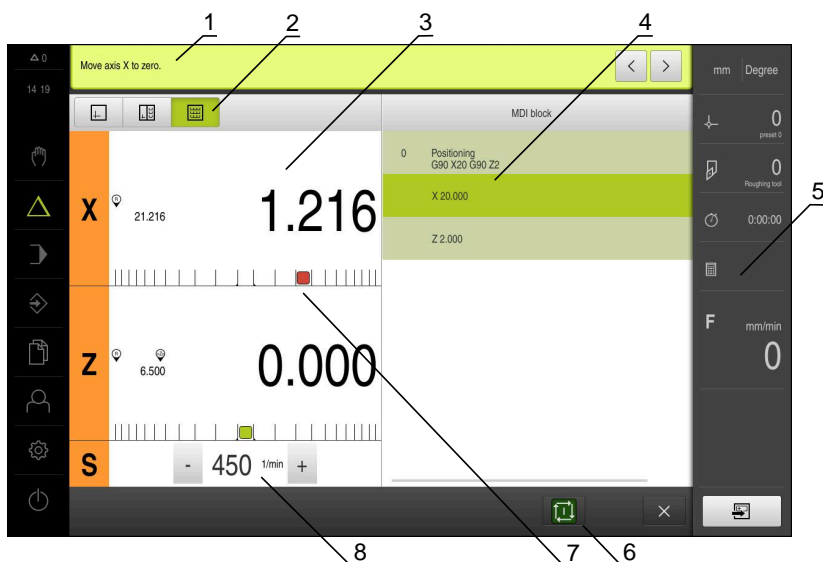 1
2
3
4
0
14 19
Move axis X to zero.
< >
mm Degree
MDI block
0
preset 0
0 Positioning
G90 X20 G90 Z2
0
Roughing tool
5
X
R
21.216
1.216
X 20.000
0:00:00
Z 2.000
F
mm/min
0
Z
R
6.500
0.000
S
- 450 1/min +
8
7
6